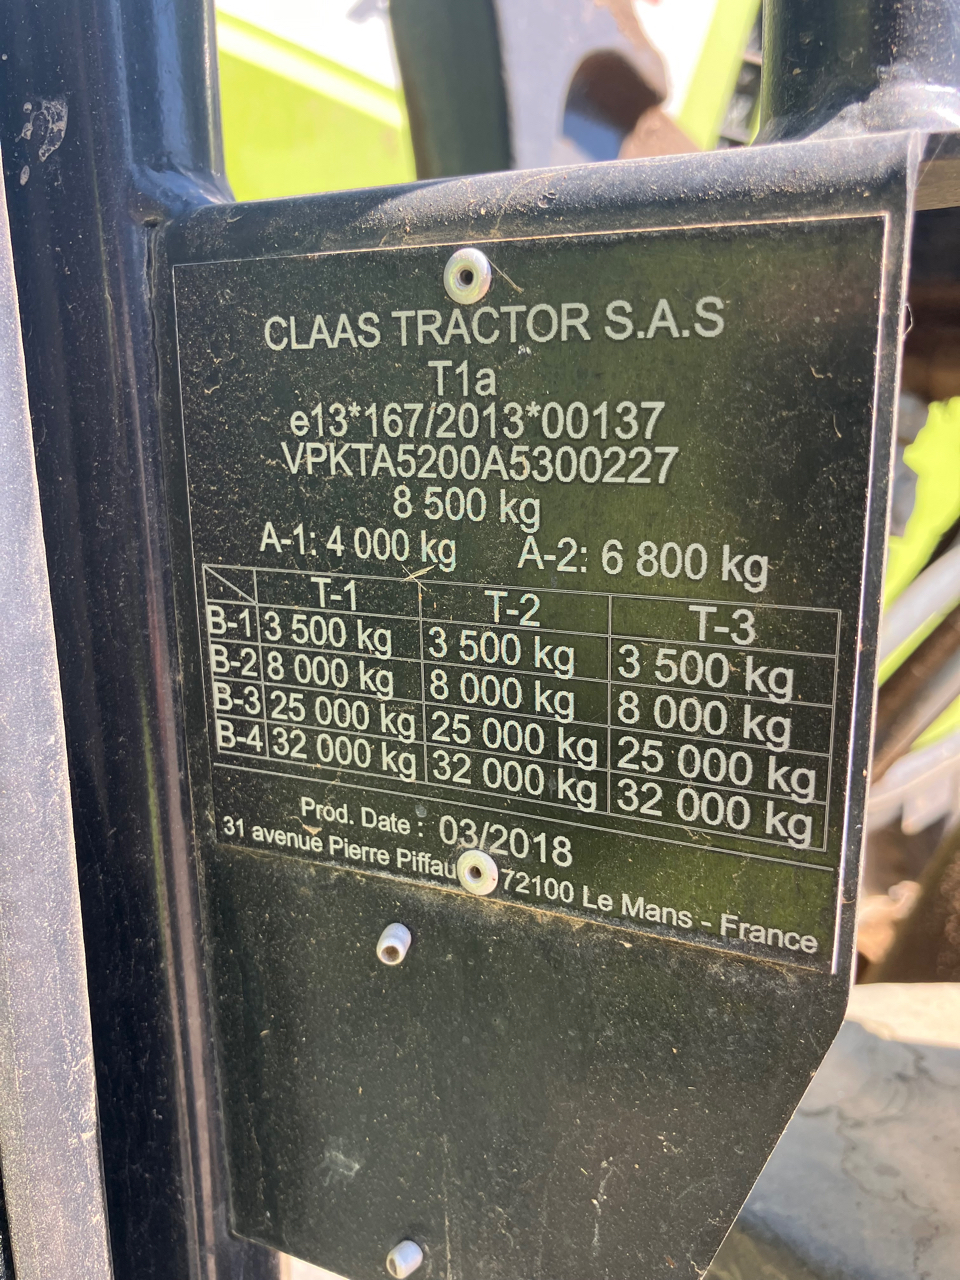 CLAAS TRACTOR S.A.S
T1a
e13*167/2013*00137
VPKTA5200A5300227
8 500 kg
A-1: 4 000 kg A-2: 6 800 kg
T-1 T-2 T-3
B-1 3 500 kg 3 500 kg 3 500 kg
B-2 8 000 kg 8 000 kg 8 000 kg
B-3 25 000 kg 25 000 kg 25 000 kg
B-4 32 000 kg 32 000 kg 32 000 kg
Prod. Date : 03/2018
31 avenue Pierre Piffau 72100 Le Mans - France